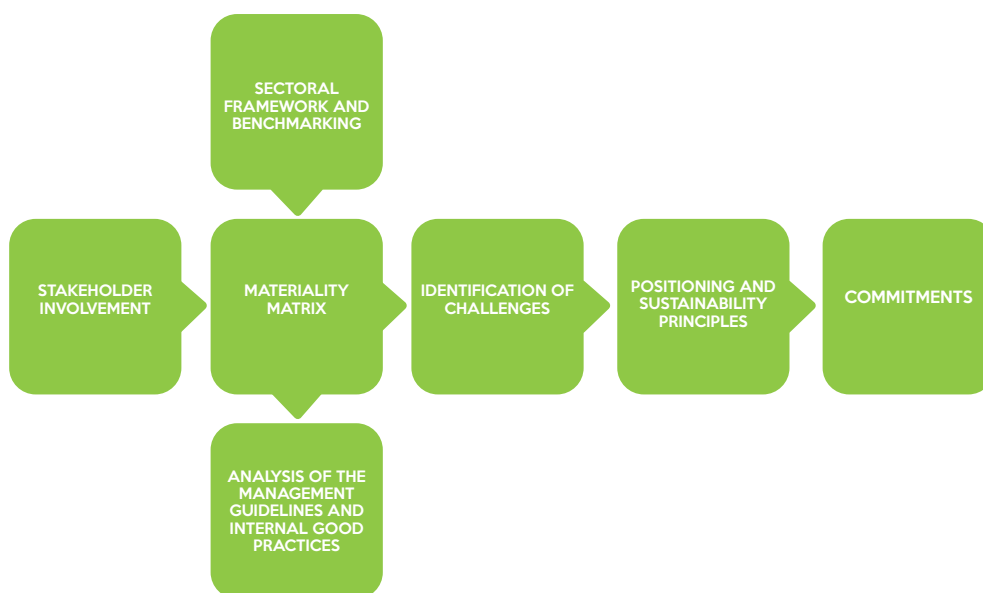 SECTORAL
FRAMEWORK AND
BENCHMARKING
STAKEHOLDER
INVOLVEMENT
MATERIALITY
MATRIX
IDENTIFICATION OF
CHALLENGES
POSITIONING AND
SUSTAINABILITY
PRINCIPLES
COMMITMENTS
ANALYSIS OF THE
MANAGEMENT
GUIDELINES AND
INTERNAL GOOD
PRACTICES